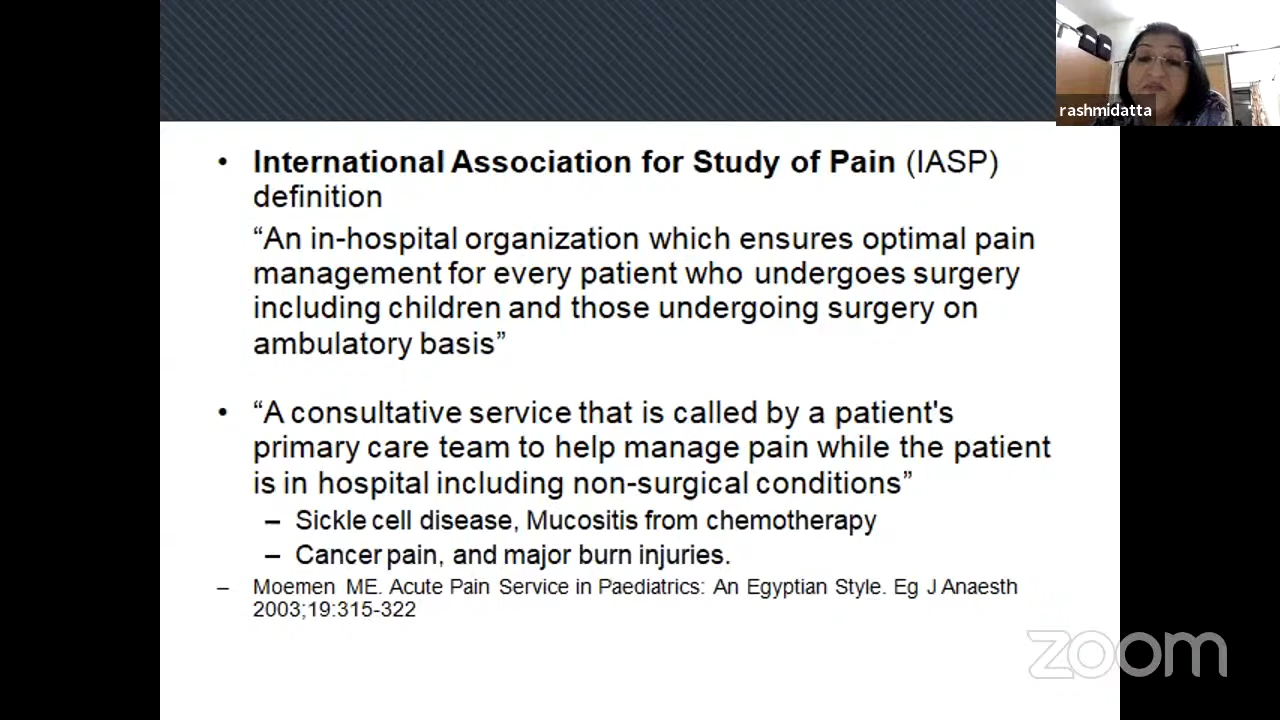 rashmidatta
• International Association for Study of Pain (IASP)
definition
“An in-hospital organization which ensures optimal pain
management for every patient who undergoes surgery
including children and those undergoing surgery on
ambulatory basis”
• “A consultative service that is called by a patient's
primary care team to help manage pain while the patient
is in hospital including non-surgical conditions”
– Sickle cell disease, Mucositis from chemotherapy
– Cancer pain, and major burn injuries.
– Moemen ME. Acute Pain Service in Paediatrics: An Egyptian Style. Eg J Anaesth
2003;19:315-322
zoom